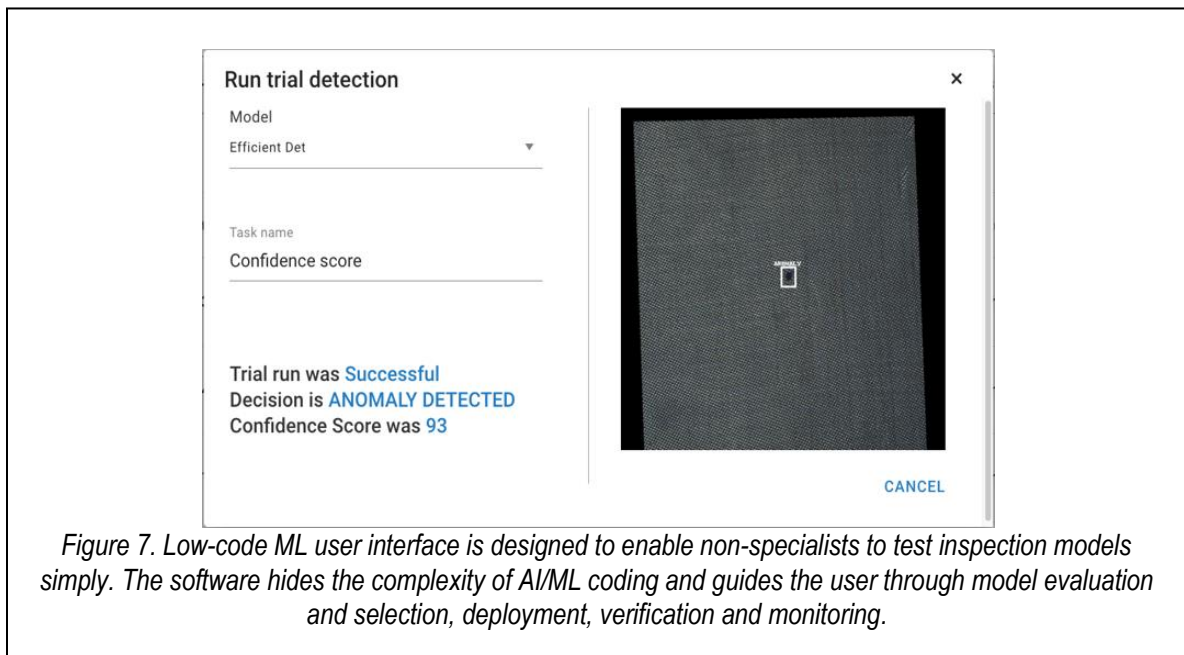 Run trial detection
×
Model
Efficient Det
Task name
Confidence score
Trial run was Successful
Decision is ANOMALY DETECTED
Confidence Score was 93
ANOMALY
CANCEL
Figure 7. Low-code ML user interface is designed to enable non-specialists to test inspection models
simply. The software hides the complexity of AI/ML coding and guides the user through model evaluation
and selection, deployment, verification and monitoring.